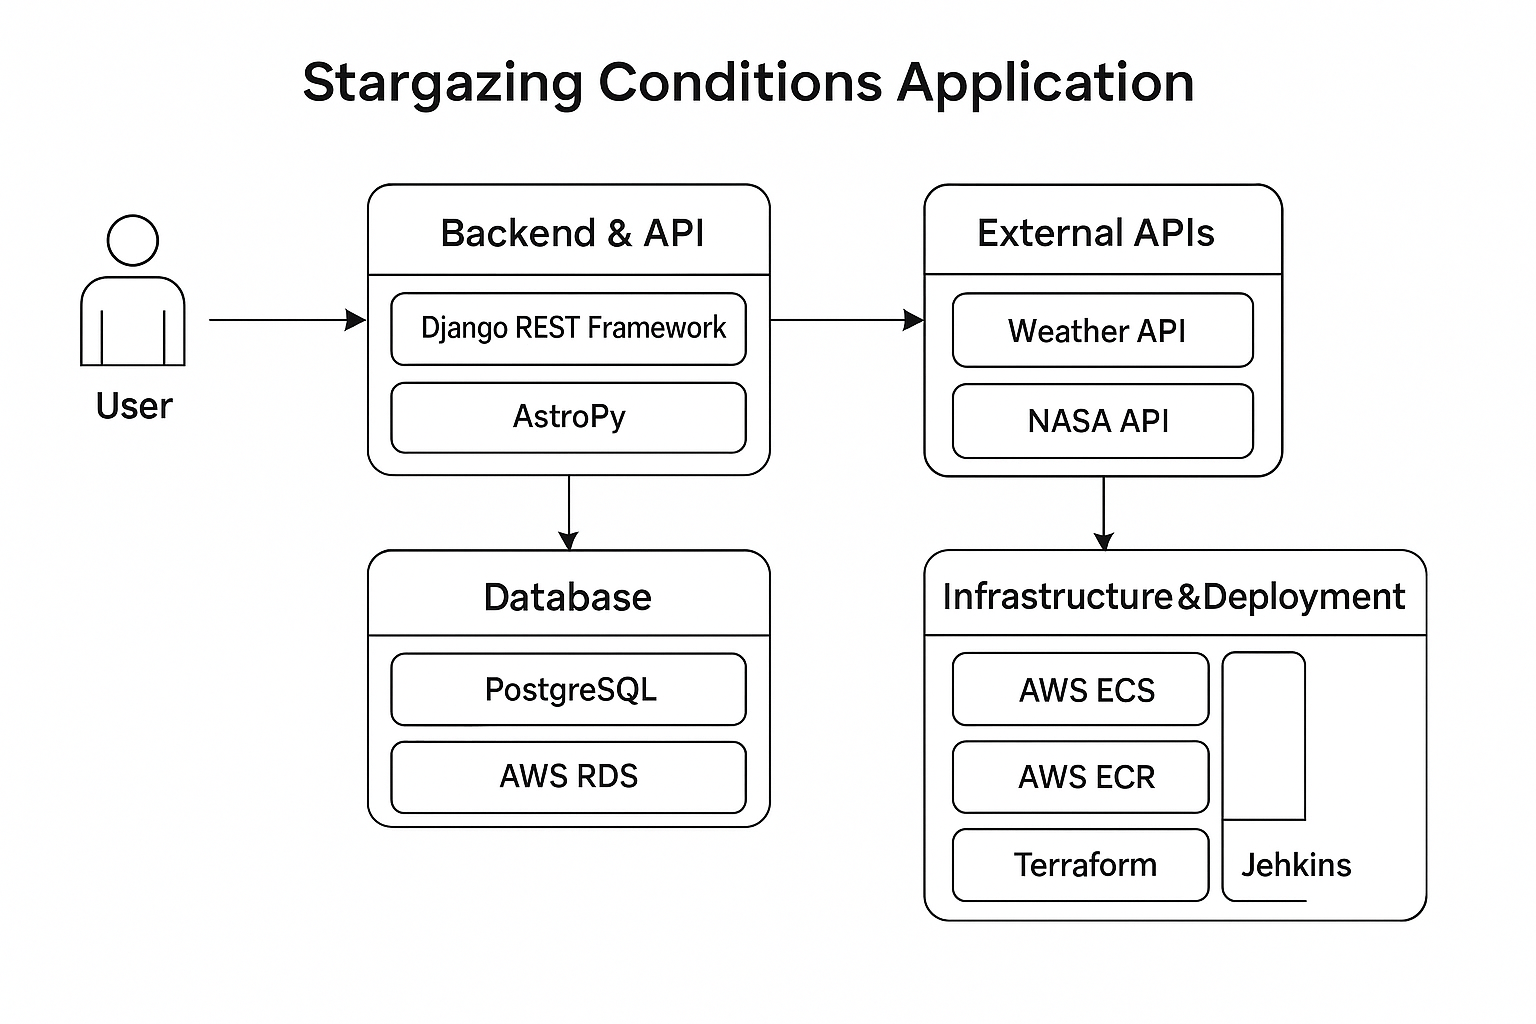 Stargazing Conditions Application
User
Backend & API
Django REST Framework
AstroPy
External APIs
Weather API
NASA API
Database
PostgreSQL
AWS RDS
Infrastructure&Deployment
AWS ECS
AWS ECR
Terraform
Jehkins